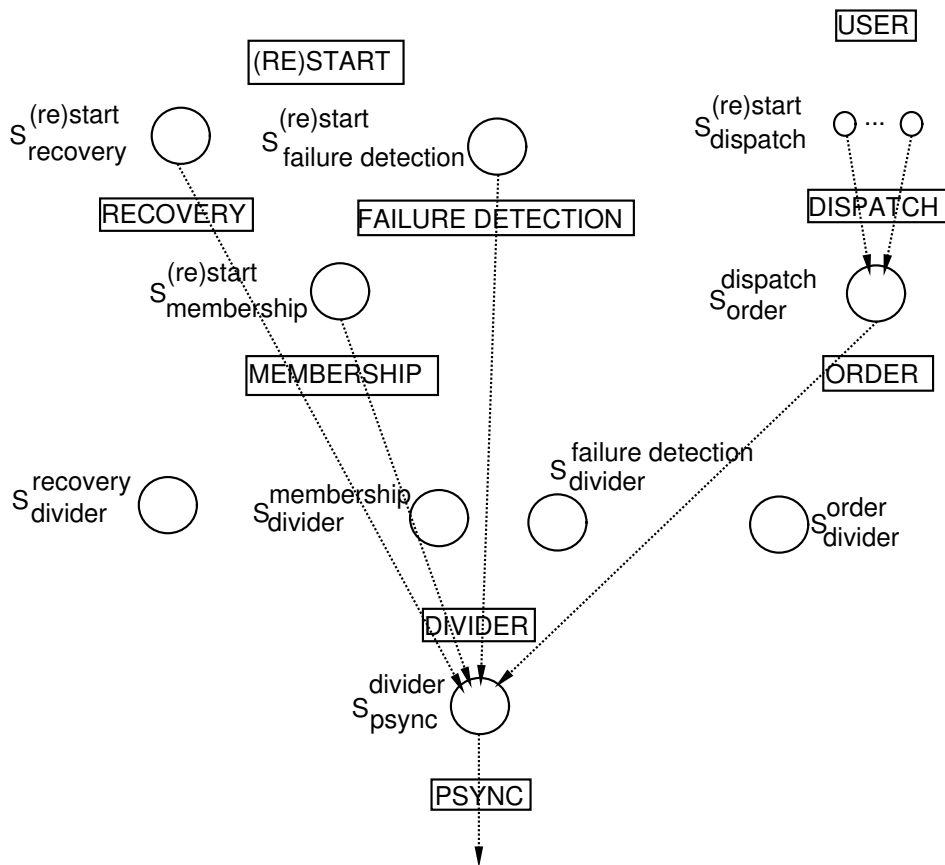 USER
(RE)START
S (re)start recovery
S (re)start failure detection
S (re)start dispatch
...
RECOVERY
FAILURE DETECTION
DISPATCH
S (re)start membership
S dispatch order
MEMBERSHIP
ORDER
S recovery divider
S membership divider
S failure detection divider
S order divider
DIVIDER
S divider psync
PSYNC